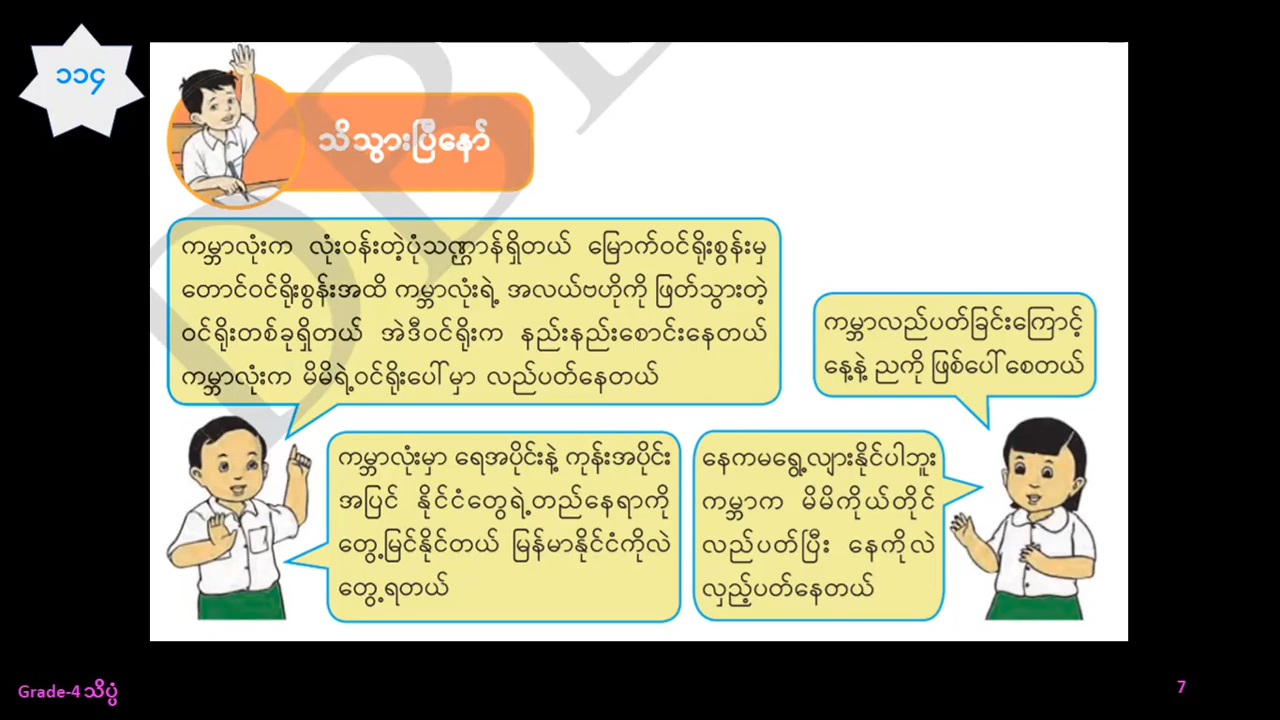 ၁၁၄
သိသွားပြီနော်
ကမ္ဘာလုံးက လုံးဝန်းတဲ့ပုံသဏ္ဌာန်ရှိတယ် မြောက်ဝင်ရိုးစွန်းမှ
တောင်ဝင်ရိုးစွန်းအထိ ကမ္ဘာလုံးရဲ့ အလယ်ဗဟိုကို ဖြတ်သွားတဲ့
ဝင်ရိုးတစ်ခုရှိတယ် အဲဒီဝင်ရိုးက နည်းနည်းစောင်းနေတယ်
ကမ္ဘာလုံးက မိမိရဲ့ဝင်ရိုးပေါ်မှာ လည်ပတ်နေတယ်
ကမ္ဘာလည်ပတ်ခြင်းကြောင့်
နေ့နဲ့ ညကို ဖြစ်ပေါ်စေတယ်
ကမ္ဘာလုံးမှာ ရေအပိုင်းနဲ့ ကုန်းအပိုင်း
အပြင် နိုင်ငံတွေရဲ့တည်နေရာကို
တွေ့မြင်နိုင်တယ် မြန်မာနိုင်ငံကိုလဲ
တွေ့ရတယ်
နေကမရွေ့လျားနိုင်ပါဘူး
ကမ္ဘာက မိမိကိုယ်တိုင်
လည်ပတ်ပြီး နေကိုလဲ
လှည့်ပတ်နေတယ်
Grade-4 သိပ္ပံ
7